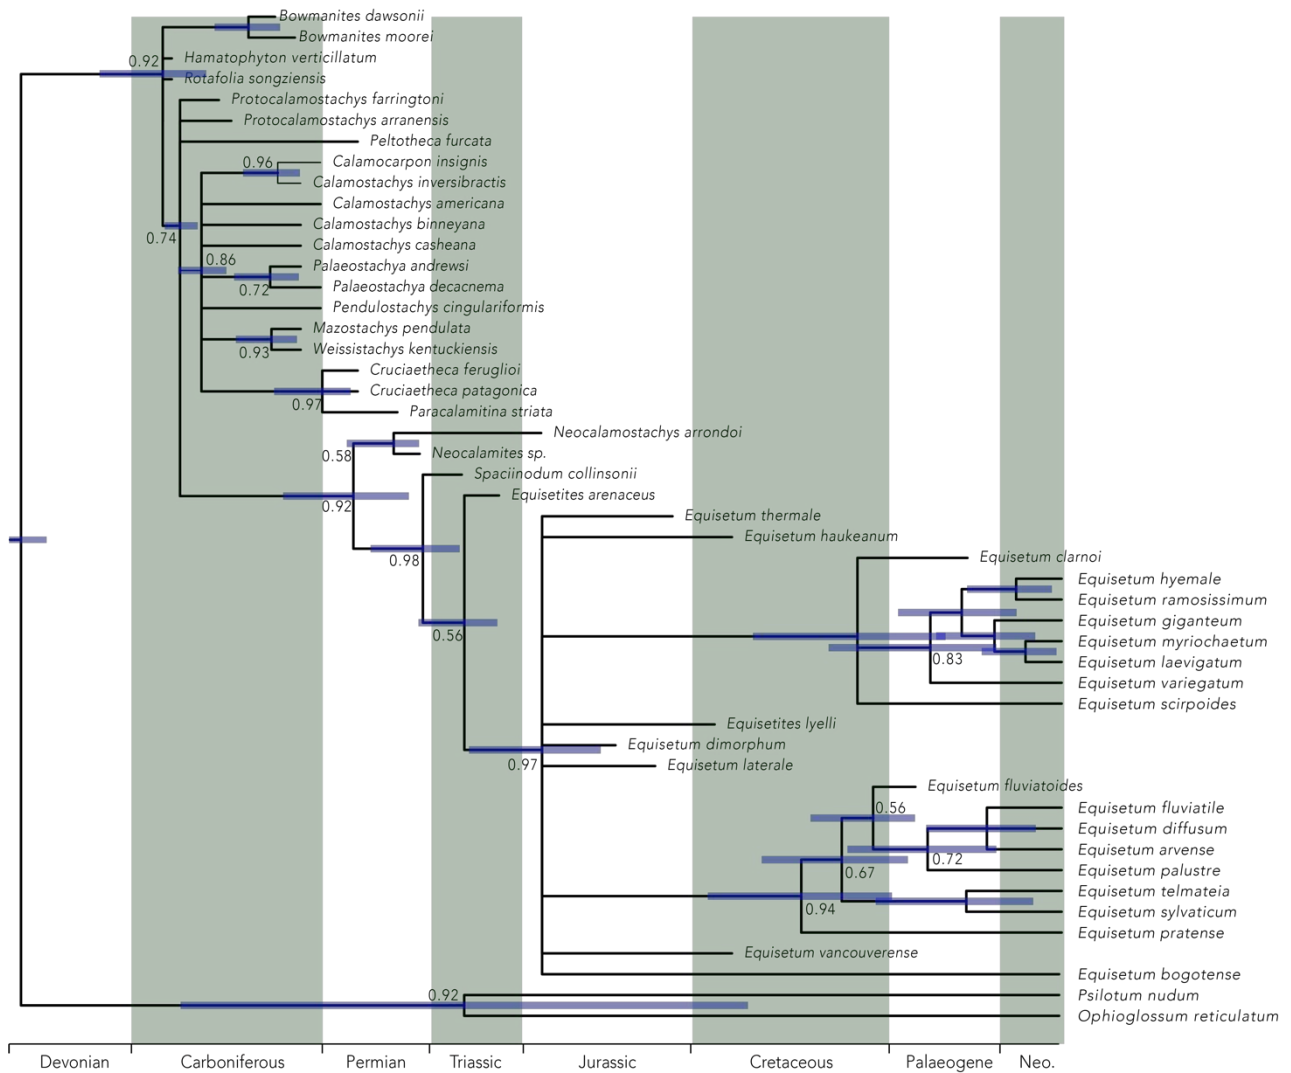 Bowmanites dawsonii
Bowmanites moorei
Hamatophyton verticillatum
0.92
Rotafolia songziensis
Protocalamostachys farringtoni
Protocalamostachys arranensis
Peltotheca furcata
0.96
Calamocarpon insignis
Calamostachys inversibractis
Calamostachys americana
Calamostachys binneyana
0.74
Calamostachys casheana
0.86
Palaeostachya andrewsi
Palaeostachya decacnema
0.72
Pendulostachys cingulariformis
Mazostachys pendulata
Weissistachys kentuckiensis
0.93
Cruciaetheca feruglioi
Cruciaetheca patagonica
0.97
Paracalamitina striata
Neocalamostachys arrondoi
Neocalamites sp.
0.58
Spaciinodum collinsonii
Equisetites arenaceus
0.92
Equisetum thermale
Equisetum haukeanum
Equisetum clarnoi
0.98
Equisetum hyemale
Equisetum ramosissimum
Equisetum giganteum
0.56
Equisetum myriochaetum
0.83
Equisetum laevigatum
Equisetum variegatum
Equisetum scirpoides
Equisetites lyelli
Equisetum dimorphum
0.97
Equisetum laterale
Equisetum fluviatoides
0.56
Equisetum fluviatile
Equisetum diffusum
Equisetum arvense
0.72
Equisetum palustre
0.67
Equisetum telmateia
0.94
Equisetum sylvaticum
Equisetum pratense
Equisetum vancouverense
Equisetum bogotense
0.92
Psilotum nudum
Ophioglossum reticulatum
Devonian Carboniferous Permian Triassic Jurassic Cretaceous Palaeogene Neo.